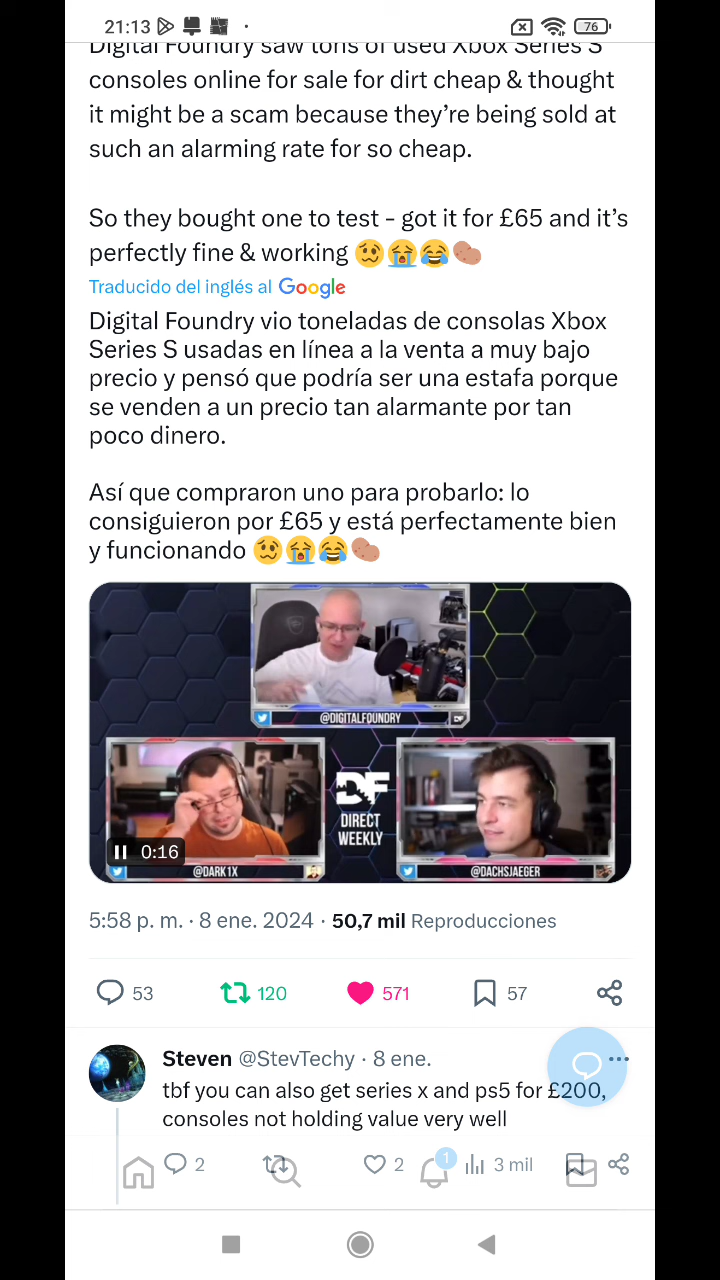 21:13
76
Digital Foundry saw tons of used Xbox Series S
consoles online for sale for dirt cheap & thought
it might be a scam because they're being sold at
such an alarming rate for so cheap.
So they bought one to test - got it for £65 and it's
perfectly fine & working 🥴😭😂🥔
Traducido del inglés al Google
Digital Foundry vio toneladas de consolas Xbox
Series S usadas en línea a la venta a muy bajo
precio y pensó que podría ser una estafa porque
se venden a un precio tan alarmante por tan
poco dinero.
Así que compraron uno para probarlo: lo
consiguieron por £65 y está perfectamente bien
y funcionando 🥴😭😂🥔
@DIGITALFOUNDRY
DF
DIRECT
WEEKLY
0:16
@DARK1X
@DACHSJAEGER
5:58 p. m. · 8 ene. 2024 · 50,7 mil Reproducciones
53 120 571 57
Steven @StevTechy · 8 ene.
tbf you can also get series x and ps5 for £200,
consoles not holding value very well
2 2 1 3 mil